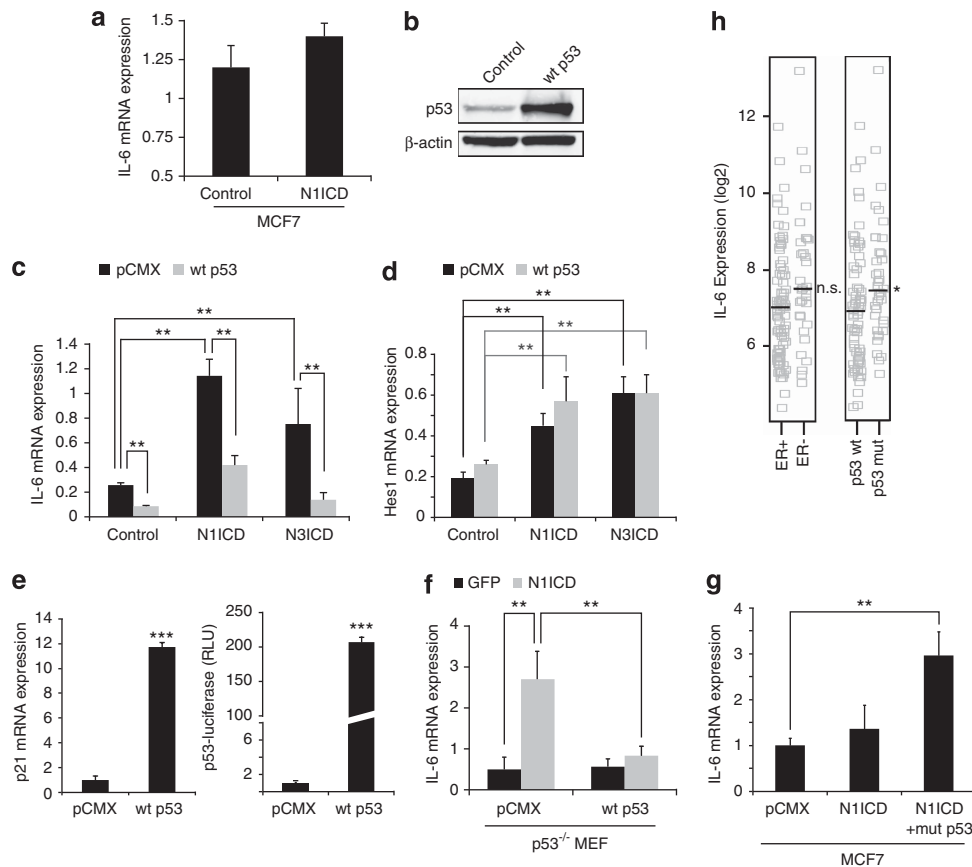 a
IL-6 mRNA expression
1.5
1.25
1
0.75
0.5
Control
N1ICD
MCF7
b
Control
wt p53
p53
β-actin
c
pCMX
wt p53
IL-6 mRNA expression
1.4
1.2
1
0.8
0.6
0.4
0.2
0
**
**
**
**
**
Control
N1ICD
N3ICD
d
pCMX
wt p53
Hes1 mRNA expression
0.8
0.6
0.4
0.2
0
**
**
**
**
Control
N1ICD
N3ICD
e
p21 mRNA expression
14
12
10
8
6
4
2
0
***
pCMX
wt p53
p53-luciferase (RLU)
250
200
150
100
8
6
4
2
***
pCMX
wt p53
f
GFP
N1ICD
IL-6 mRNA expression
4
3
2
1
0
**
**
pCMX
wt p53
p53-/- MEF
g
IL-6 mRNA expression
4
3
2
1
0
**
pCMX
N1ICD
N1ICD
+mut p53
MCF7
h
IL-6 Expression (log2)
12
10
8
6
n.s.
*
ER+
ER-
p53 wt
p53 mut